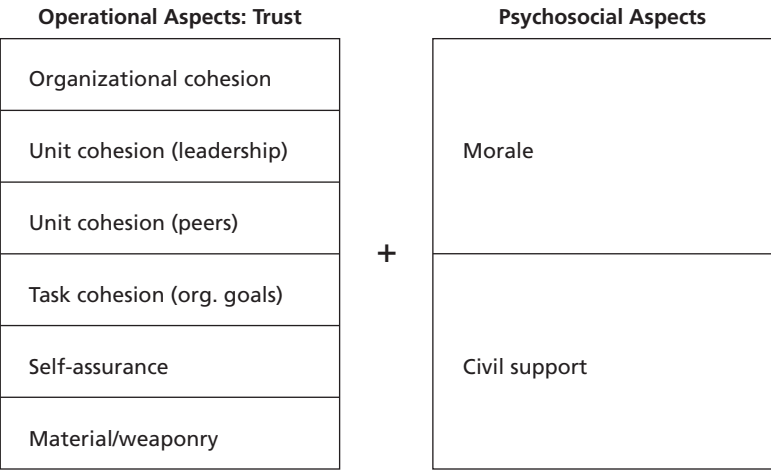 Operational Aspects: Trust
Organizational cohesion
Unit cohesion (leadership)
Unit cohesion (peers)
Task cohesion (org. goals)
Self-assurance
Material/weaponry
+
Psychosocial Aspects
Morale
Civil support